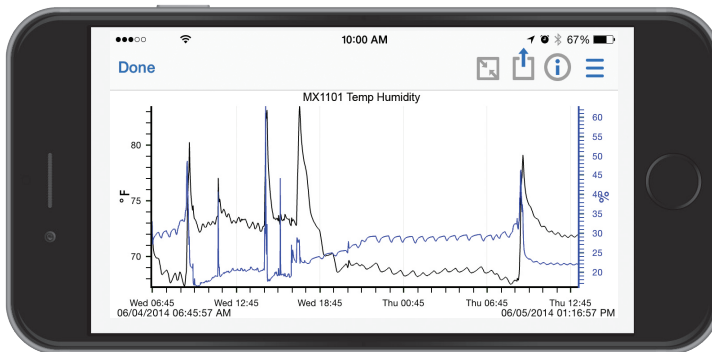 10:00 AM
67%
Done
MX1101 Temp Humidity
80
75
70
°F
60
55
50
45
40
35
30
25
20
%
Wed 06:45 Wed 12:45 Wed 18:45 Thu 00:45 Thu 06:45 Thu 12:45
06/04/2014 06:45:57 AM 06/05/2014 01:16:57 PM